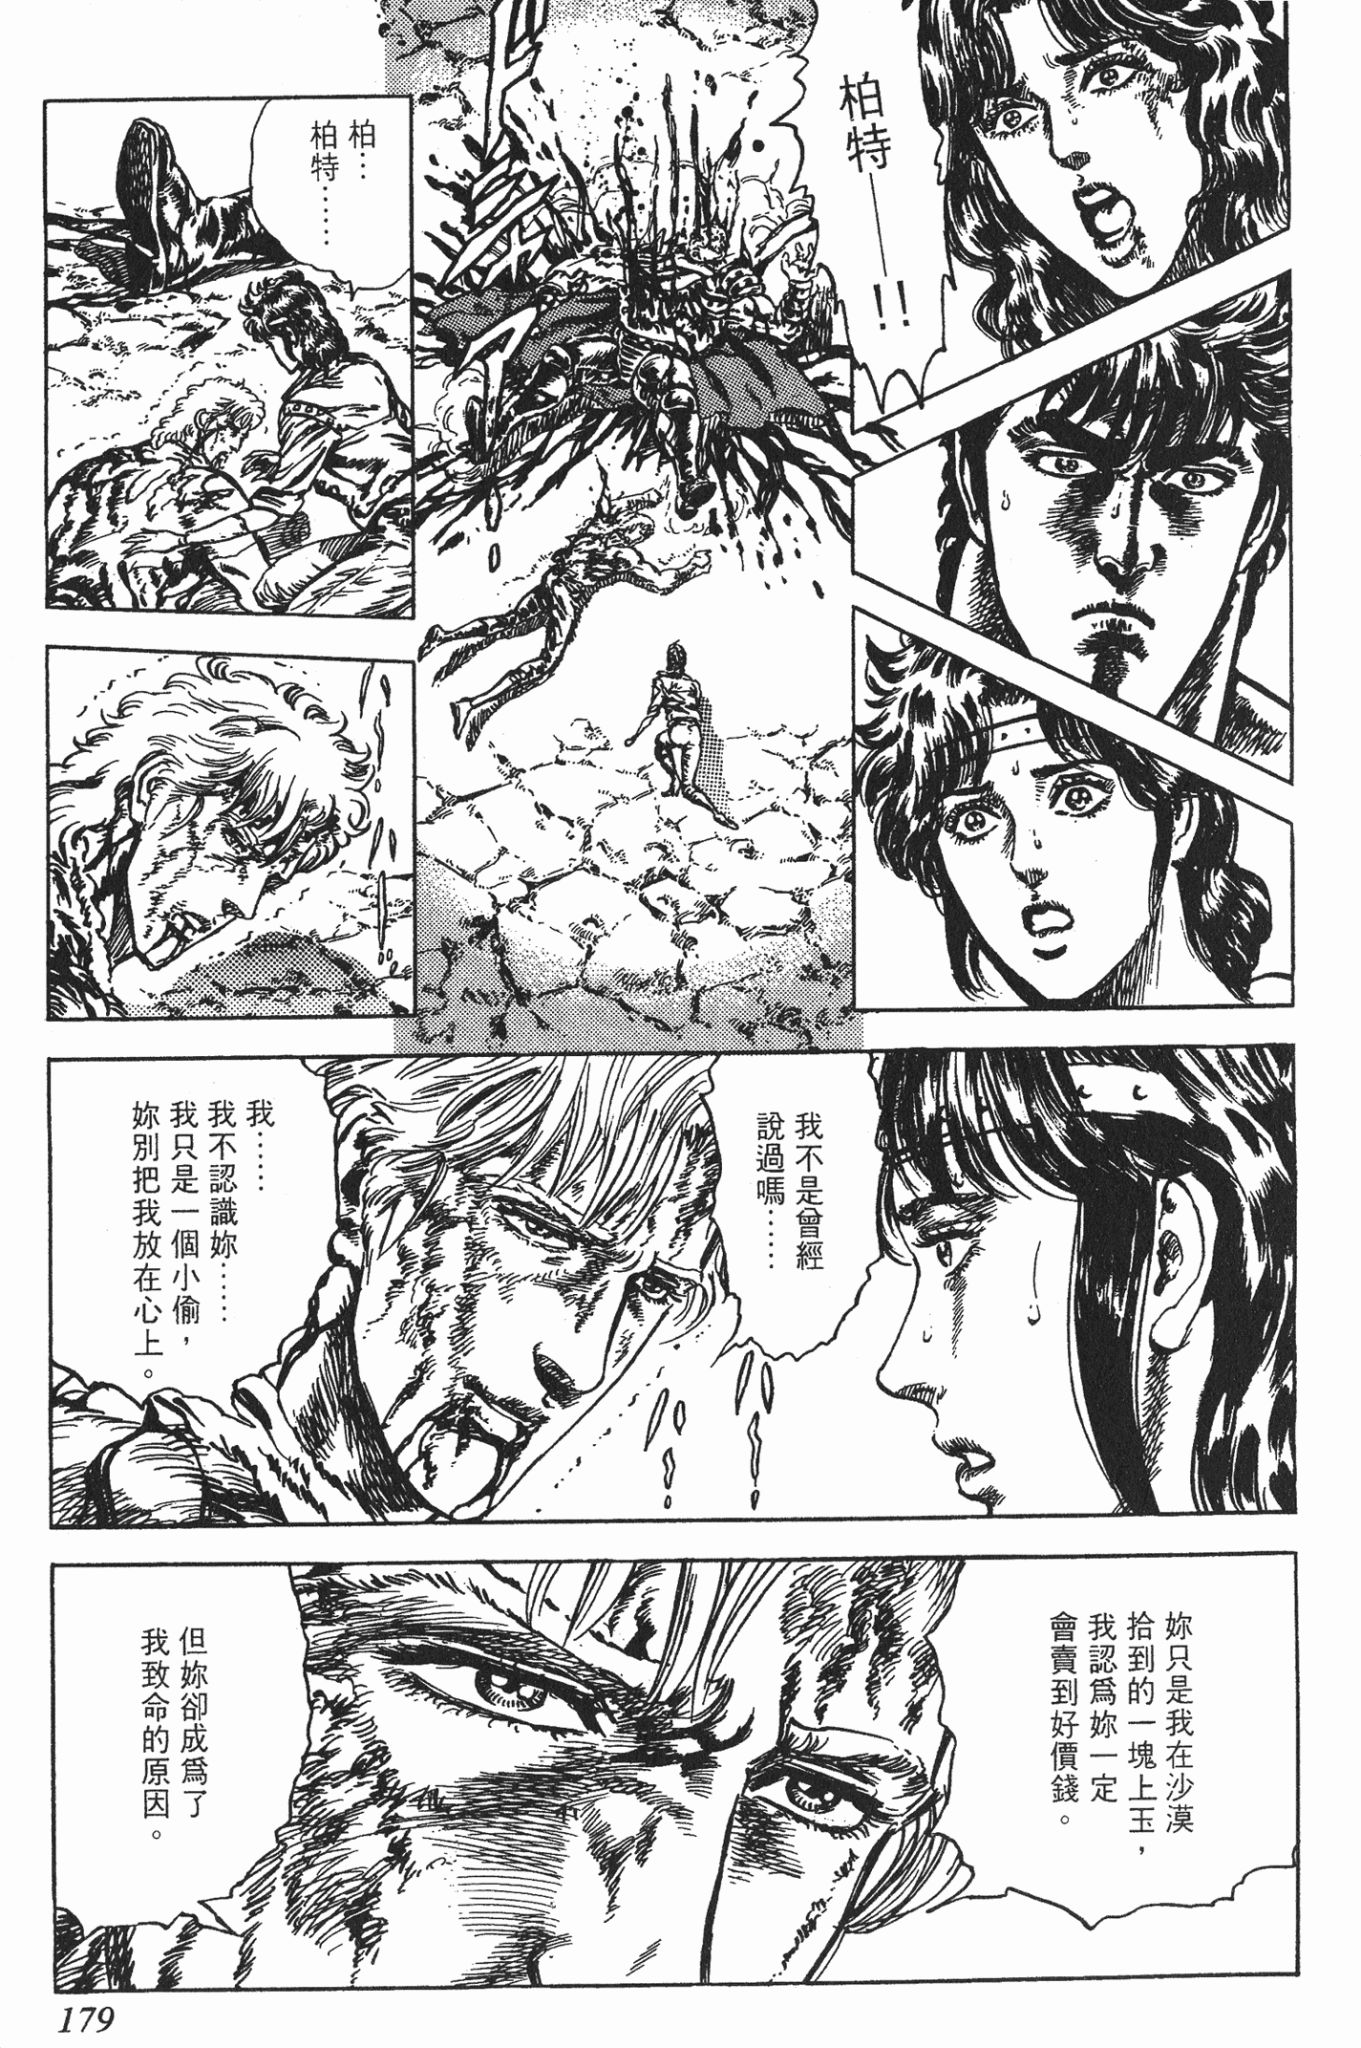 柏特——!!
柏…
柏特……
我不是曾經
說過嗎……
我……
我不認識妳……
我只是一個小偷，
妳別把我放在心上。
妳只是我在沙漠
拾到的一塊上玉，
我認爲妳一定
會賣到好價錢。
但妳卻成爲了
我致命的原因。
179